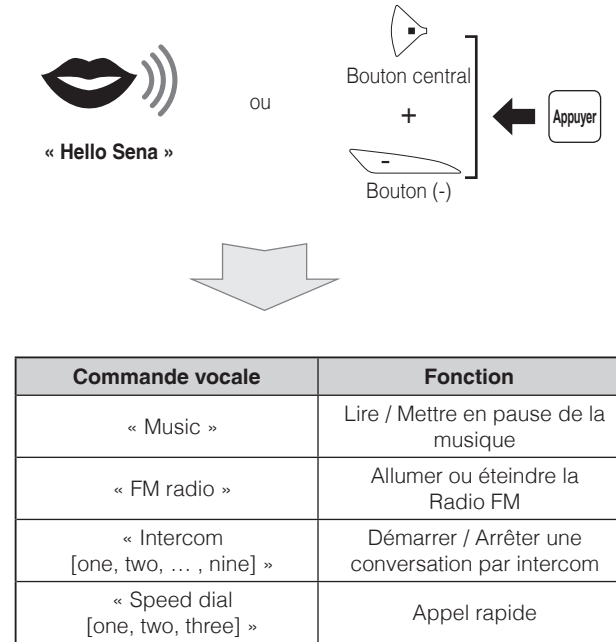 « Hello Sena »
ou
Bouton central
+
-
Bouton (-)
Appuyer
Commande vocale
Fonction
« Music »
Lire / Mettre en pause de la
musique
« FM radio »
Allumer ou éteindre la
Radio FM
« Intercom
[one, two, … , nine] »
Démarrer / Arrêter une
conversation par intercom
« Speed dial
[one, two, three] »
Appel rapide